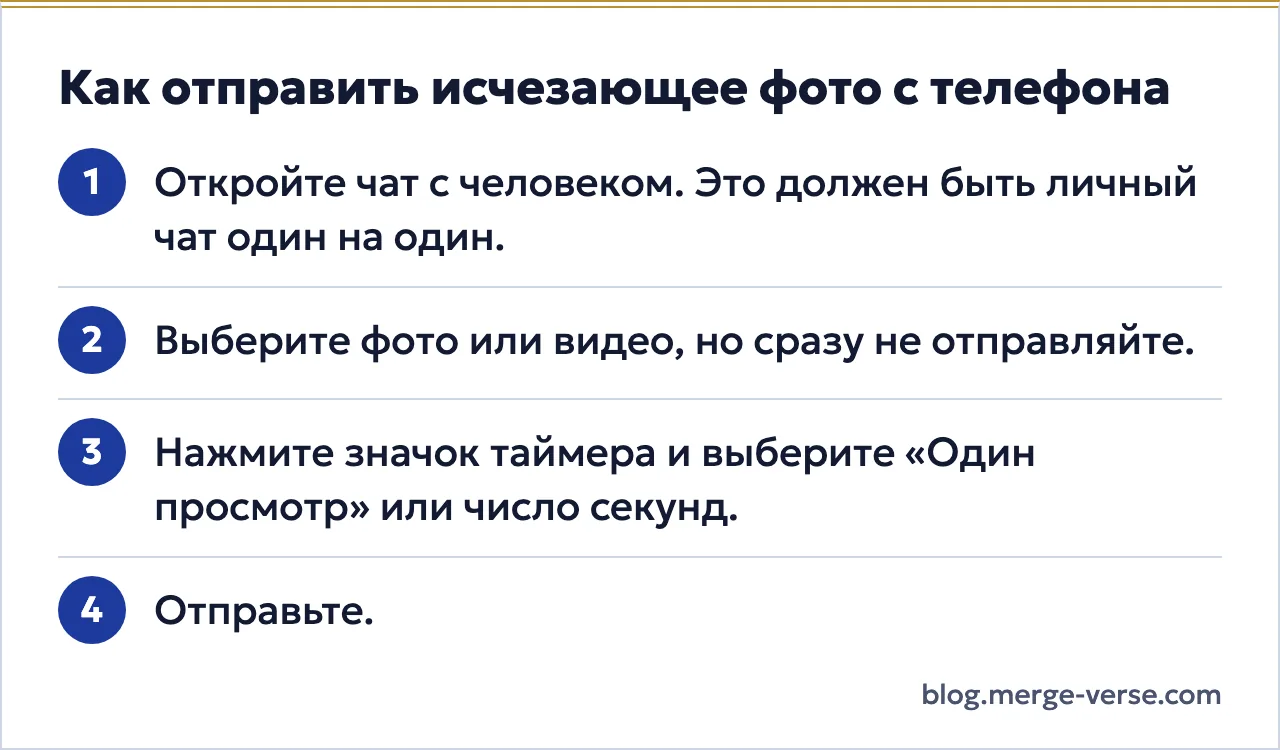 Как отправить исчезающее фото с телефона
1
Откройте чат с человеком. Это должен быть личный
чат один на один.
2
Выберите фото или видео, но сразу не отправляйте.
3
Нажмите значок таймера и выберите «Один
просмотр» или число секунд.
4
Отправьте.
blog.merge-verse.com